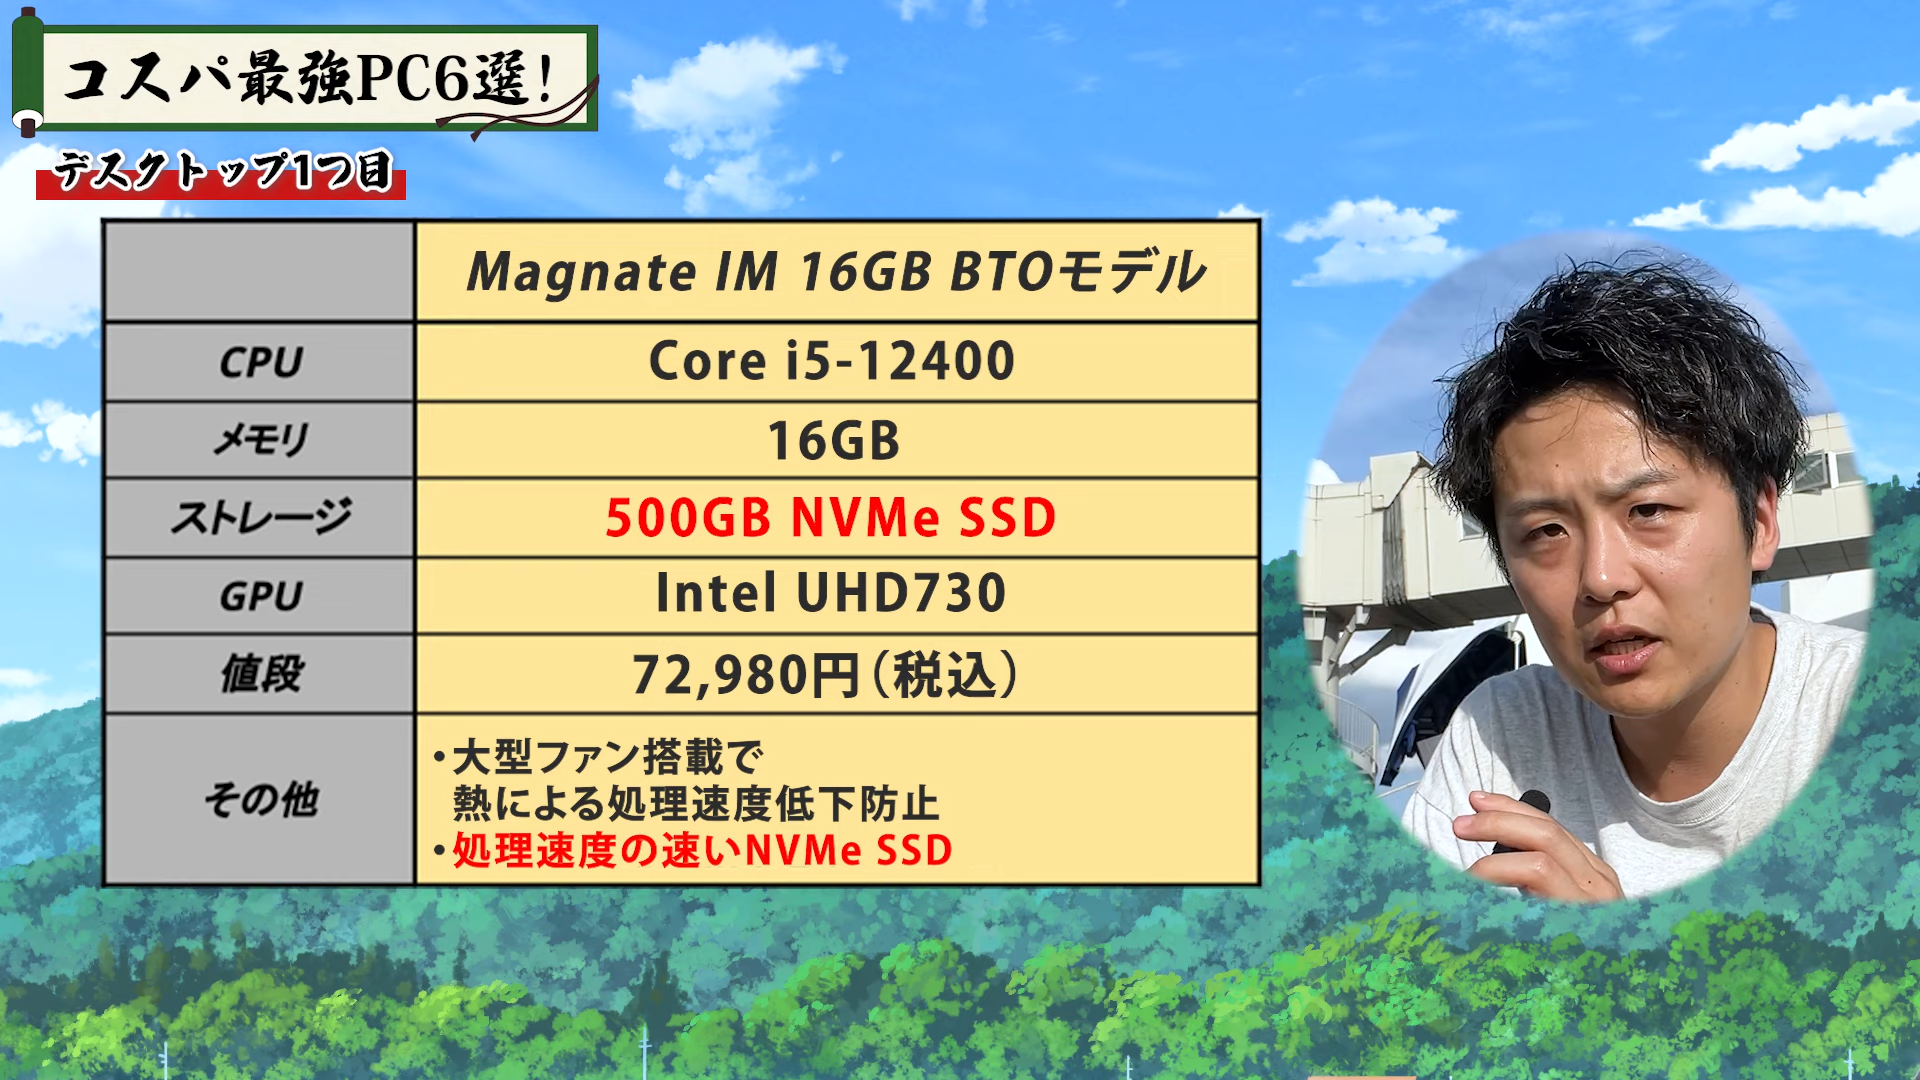 コスパ最強PC6選!
デスクトップ1つ目
Magnate IM 16GB BTOモデル
CPU
Core i5-12400
メモリ
16GB
ストレージ
500GB NVMe SSD
GPU
Intel UHD730
値段
72,980円（税込）
その他
・大型ファン搭載で
熱による処理速度低下防止
・処理速度の速いNVMe SSD